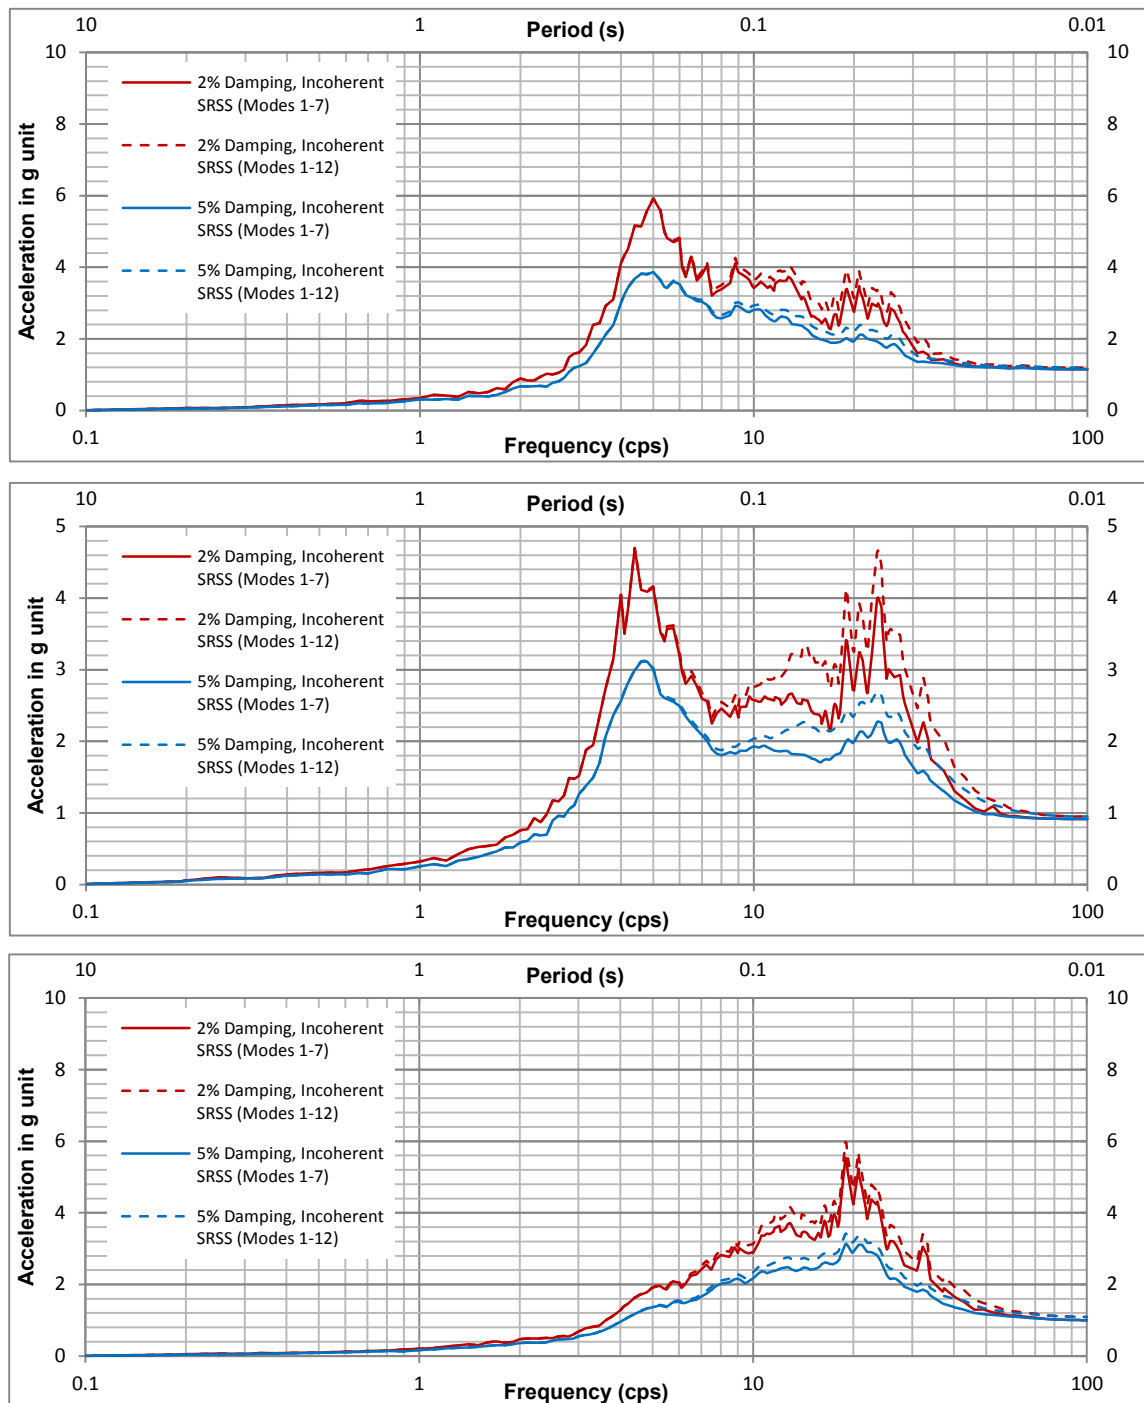 10 1 0.1 0.01
Period (s)
10 10
2% Damping, Incoherent
SRSS (Modes 1-7)
8 8
2% Damping, Incoherent
SRSS (Modes 1-12)
6 6
5% Damping, Incoherent
SRSS (Modes 1-7)
4 4
5% Damping, Incoherent
SRSS (Modes 1-12)
2 2
0 0
Acceleration in g unit
0.1 1 10 100
Frequency (cps)
10 1 0.1 0.01
Period (s)
5 5
2% Damping, Incoherent
SRSS (Modes 1-7)
4 4
2% Damping, Incoherent
SRSS (Modes 1-12)
3 3
5% Damping, Incoherent
SRSS (Modes 1-7)
2 2
5% Damping, Incoherent
SRSS (Modes 1-12)
1 1
0 0
Acceleration in g unit
0.1 1 10 100
Frequency (cps)
10 1 0.1 0.01
Period (s)
10 10
2% Damping, Incoherent
SRSS (Modes 1-7)
8 8
2% Damping, Incoherent
SRSS (Modes 1-12)
6 6
5% Damping, Incoherent
SRSS (Modes 1-7)
4 4
5% Damping, Incoherent
SRSS (Modes 1-12)
2 2
0 0
Acceleration in g unit
0.1 1 10 100
Frequency (cps)